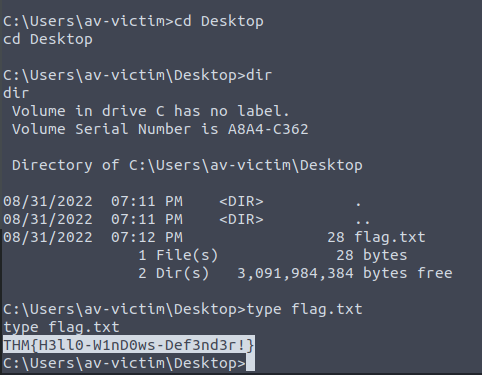 C:\Users\av-victim>cd Desktop
cd Desktop
C:\Users\av-victim\Desktop>dir
dir
 Volume in drive C has no label.
 Volume Serial Number is A8A4-C362
 Directory of C:\Users\av-victim\Desktop
08/31/2022  07:11 PM    <DIR>          .
08/31/2022  07:11 PM    <DIR>          ..
08/31/2022  07:12 PM                28 flag.txt
               1 File(s)             28 bytes
               2 Dir(s)   3,091,984,384 bytes free
C:\Users\av-victim\Desktop>type flag.txt
type flag.txt
THM{H3ll0-W1nD0ws-Def3nd3r!}
C:\Users\av-victim\Desktop>